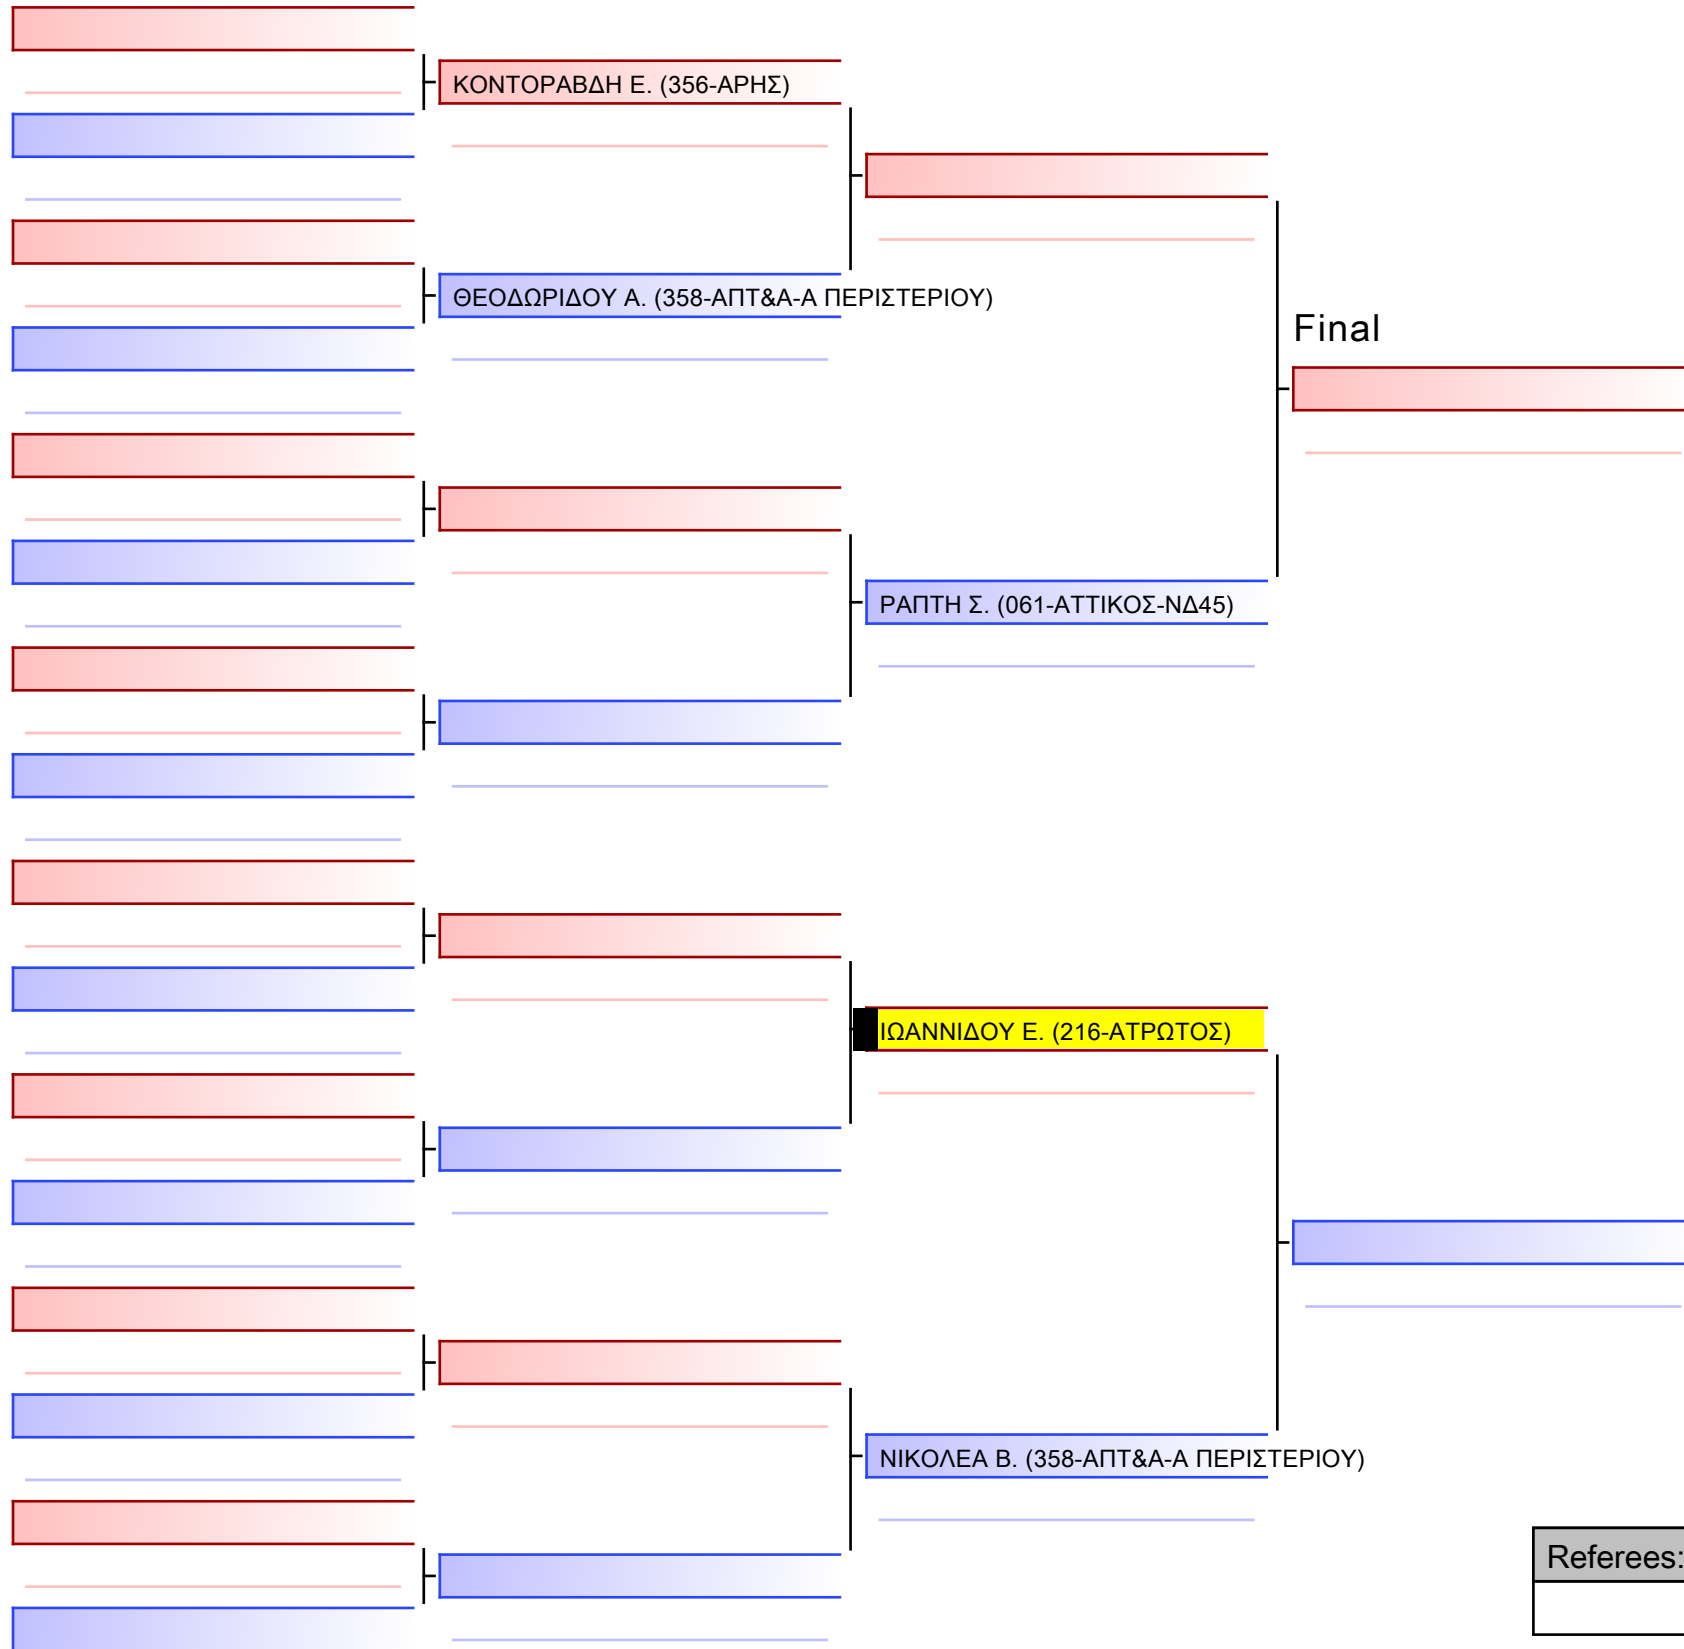 ΚΟΝΤΟΡΑΒΔΗ Ε. (356-ΑΡΗΣ)
ΘΕΟΔΩΡΙΔΟΥ Α. (358-ΑΠΤ&Α-Α ΠΕΡΙΣΤΕΡΙΟΥ)
Final
ΡΑΠΤΗ Σ. (061-ΑΤΤΙΚΟΣ-ΝΔ45)
ΙΩΑΝΝΙΔΟΥ Ε. (216-ΑΤΡΩΤΟΣ)
ΝΙΚΟΛΕΑ Β. (358-ΑΠΤ&Α-Α ΠΕΡΙΣΤΕΡΙΟΥ)
Referees: